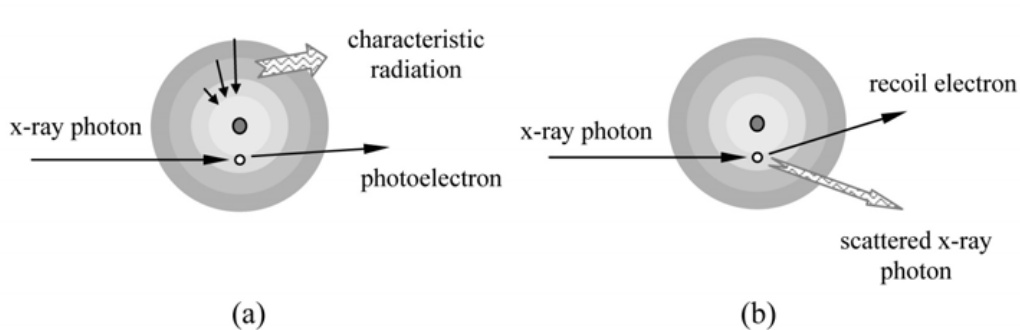 characteristic
radiation
x-ray photon
photoelectron
(a)
recoil electron
x-ray photon
scattered x-ray
photon
(b)